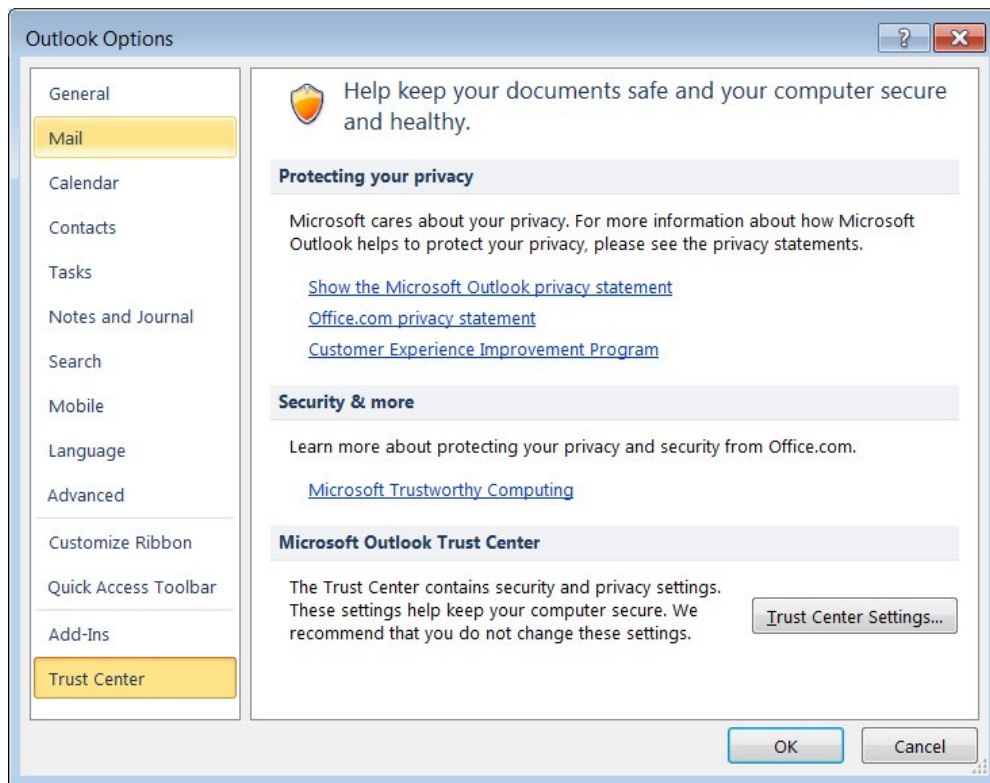 Outlook Options
General
Mail
Calendar
Contacts
Tasks
Notes and Journal
Search
Mobile
Language
Advanced
Customize Ribbon
Quick Access Toolbar
Add-Ins
Trust Center
Help keep your documents safe and your computer secure
and healthy.
Protecting your privacy
Microsoft cares about your privacy. For more information about how Microsoft
Outlook helps to protect your privacy, please see the privacy statements.
Show the Microsoft Outlook privacy statement
Office.com privacy statement
Customer Experience Improvement Program
Security & more
Learn more about protecting your privacy and security from Office.com.
Microsoft Trustworthy Computing
Microsoft Outlook Trust Center
The Trust Center contains security and privacy settings.
These settings help keep your computer secure. We
recommend that you do not change these settings.
Trust Center Settings...
OK
Cancel